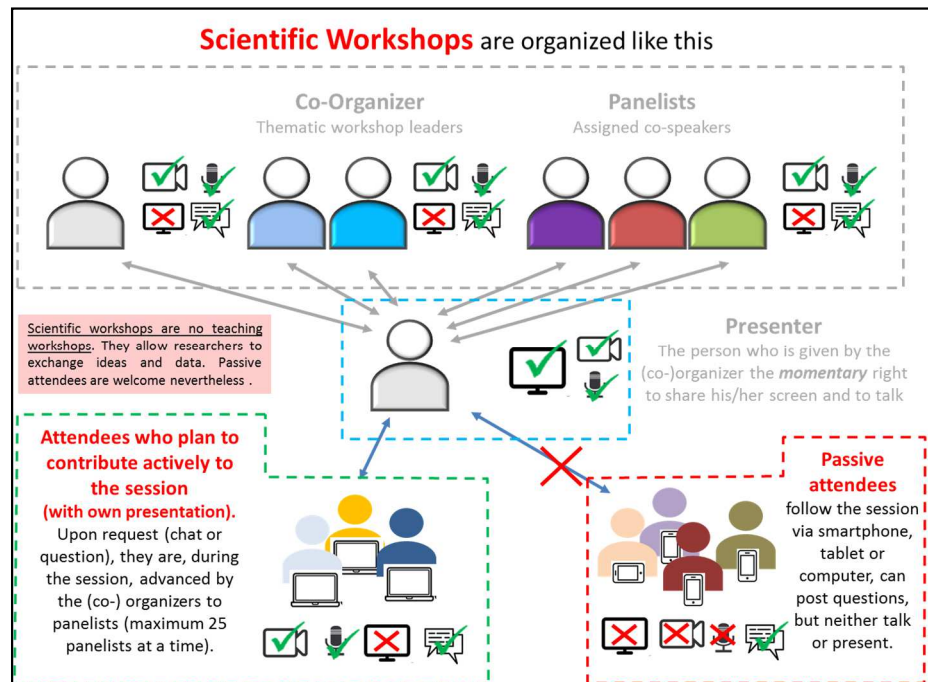 Scientific Workshops are organized like this
Co-Organizer
Thematic workshop leaders
Panelists
Assigned co-speakers
Scientific workshops are no teaching
workshops. They allow researchers to
exchange ideas and data. Passive
attendees are welcome nevertheless .
Presenter
The person who is given by the
(co-)organizer the momentary right
to share his/her screen and to talk
Attendees who plan to
contribute actively to
the session
(with own presentation).
Upon request (chat or
question), they are, during
the session, advanced by
the (co-) organizers to
panelists (maximum 25
panelists at a time).
Passive
attendees
follow the session
via smartphone,
tablet or
computer, can
post questions,
but neither talk
or present.